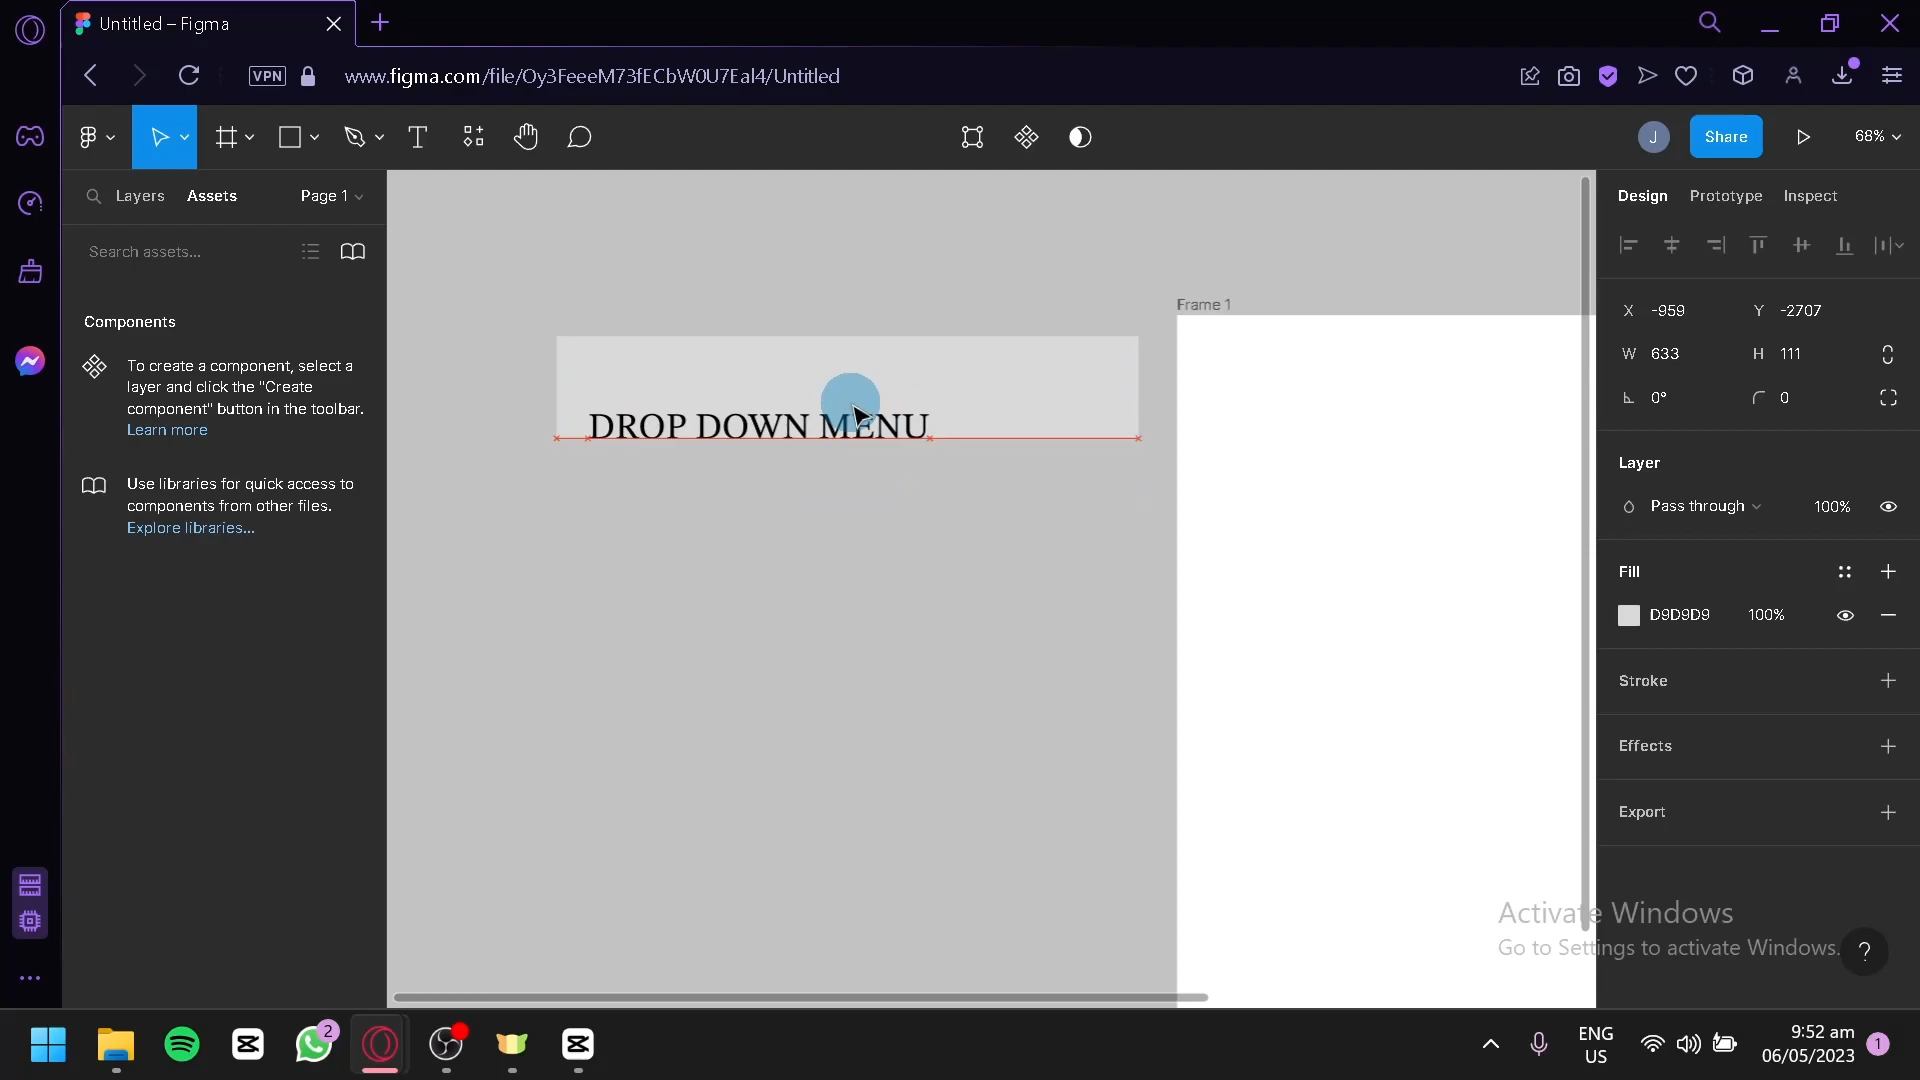 Untitled – Figma
VPN
www.figma.com/file/Oy3FeeeM73fECbW0U7Eal4/Untitled
J
Share
68%
Layers
Assets
Page 1
Design
Prototype
Inspect
Search assets...
Components
To create a component, select a
layer and click the "Create
component" button in the toolbar.
Learn more
Use libraries for quick access to
components from other files.
Explore libraries...
Frame 1
DROP DOWN MENU
X -959 Y -2707
W 633 H 111
0° 0
Layer
Pass through 100%
Fill
D9D9D9 100%
Stroke
Effects
Export
Activate Windows
Go to Settings to activate Windows.
?
2
ENG
US
9:52 am
06/05/2023
1